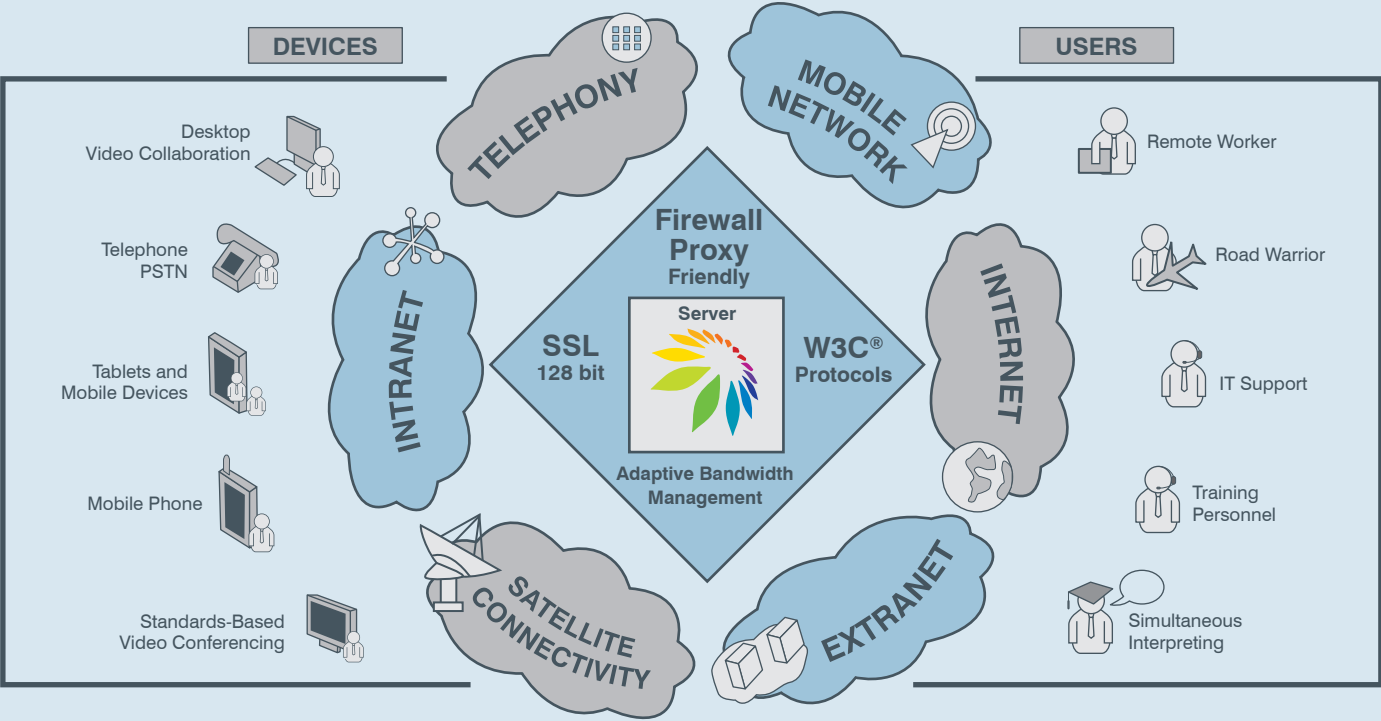 DEVICES
Desktop
Video Collaboration
Telephone
PSTN
Tablets and
Mobile Devices
Mobile Phone
Standards-Based
Video Conferencing
TELEPHONY
MOBILE
NETWORK
INTRANET
Firewall
Proxy
Friendly
Server
SSL
128 bit
W3C®
Protocols
Adaptive Bandwidth
Management
INTERNET
SATELLITE
CONNECTIVITY
EXTRANET
USERS
Remote Worker
Road Warrior
IT Support
Training
Personnel
Simultaneous
Interpreting